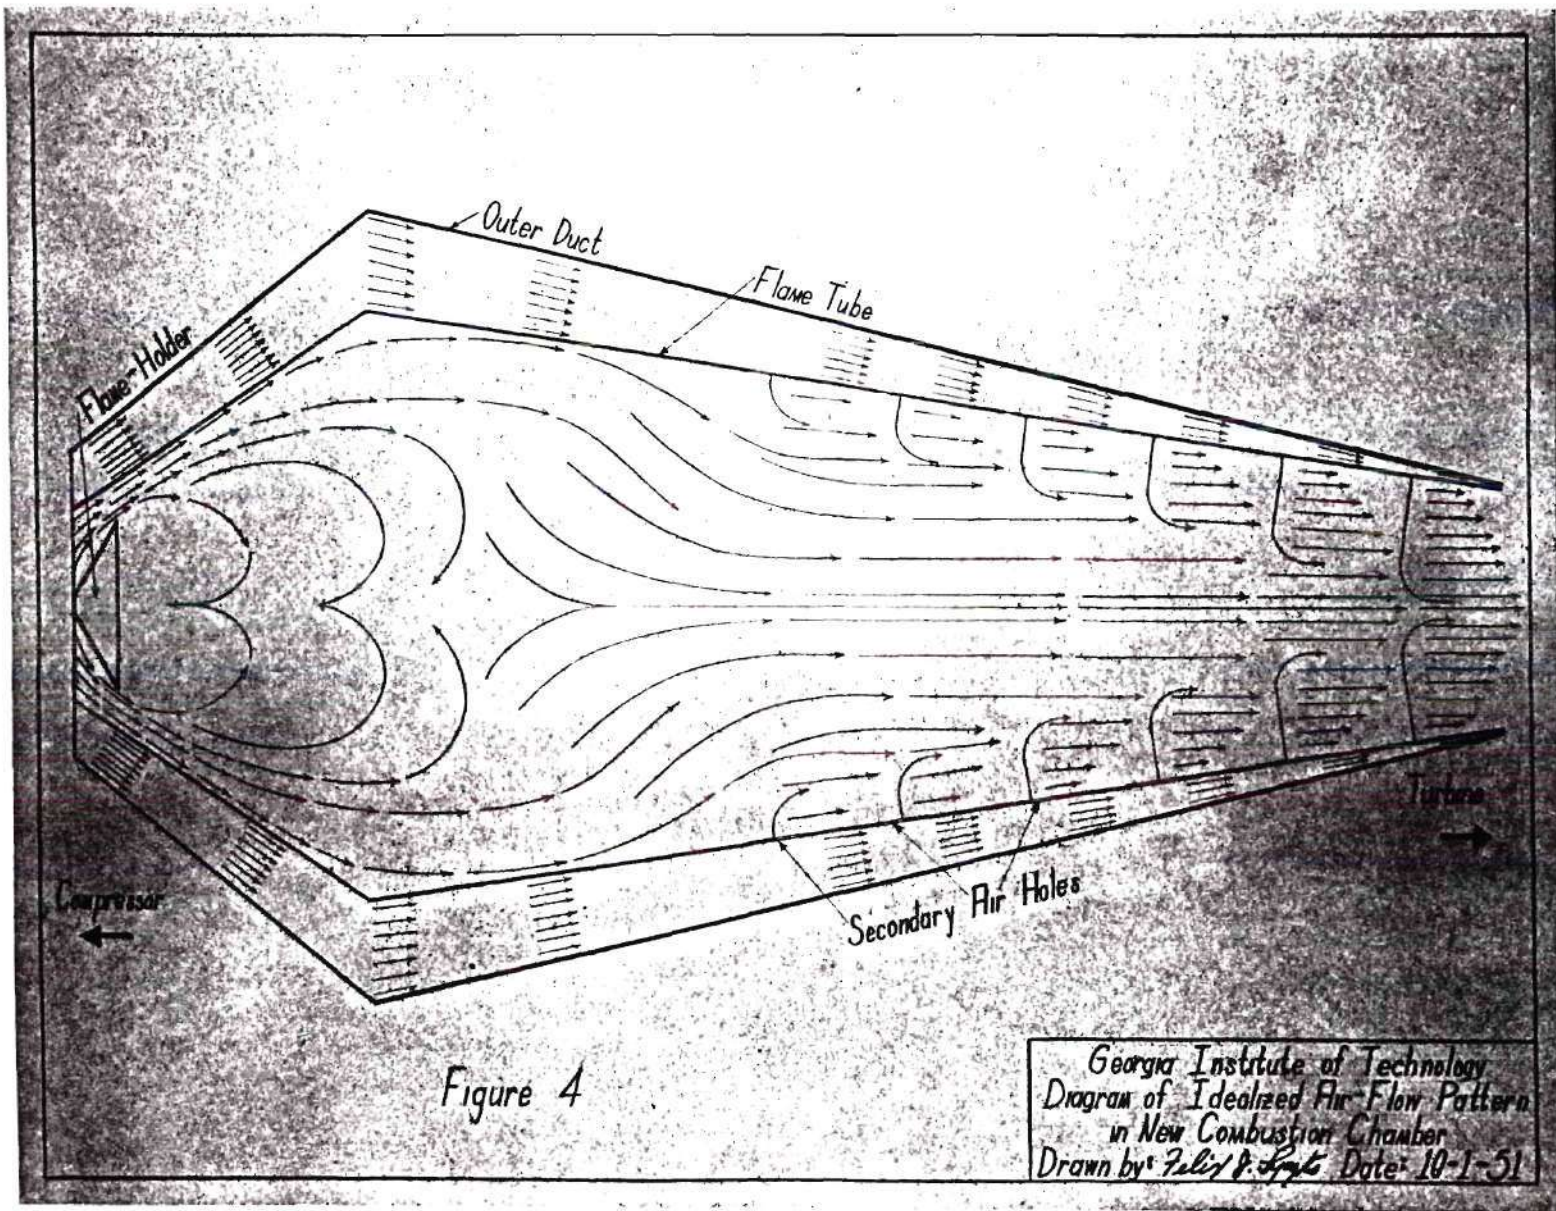 Outer Duct
Flame Tube
Flame-Holder
Turbine
Compressor
Secondary Air Holes
Figure 4
Georgia Institute of Technology
Diagram of Idealized Air-Flow Pattern
in New Combustion Chamber
Drawn by: Date: 10-1-51